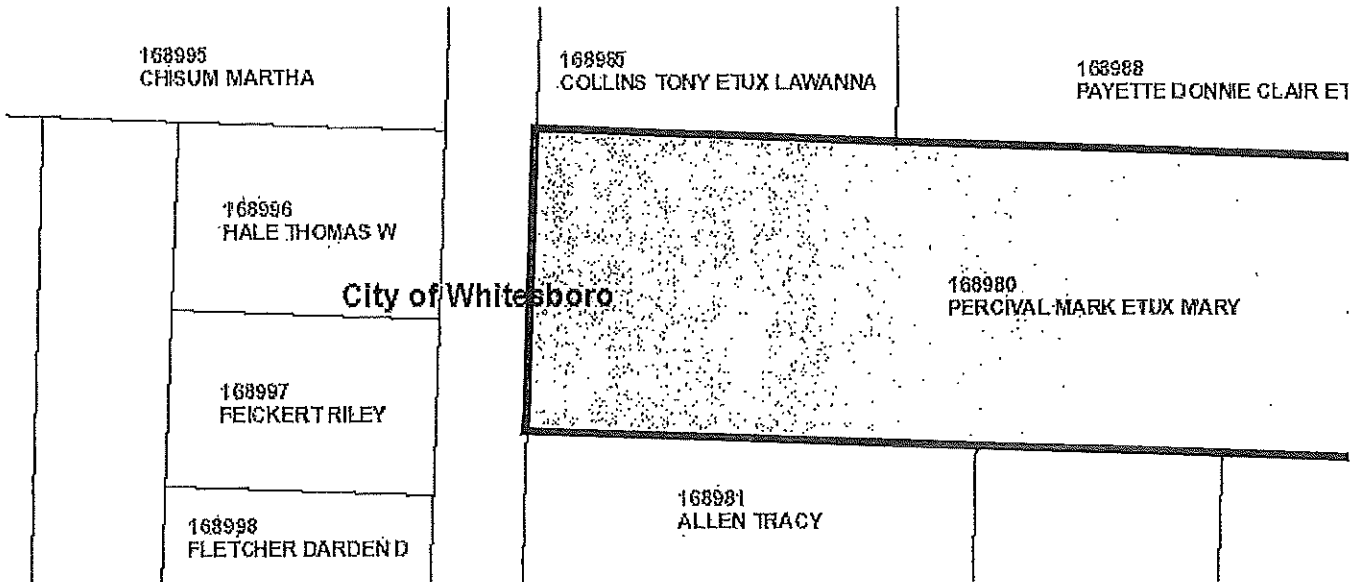 168995
CHISUM MARTHA
168985
COLLINS TONY ETUX LAWANNA
168988
PAYETTE DONNIE CLAIR ET
168996
HALE THOMAS W
City of Whitesboro
168980
PERCIVAL MARK ETUX MARY
168997
FEICKERT RILEY
168981
ALLEN TRACY
168998
FLETCHER DARDEN D